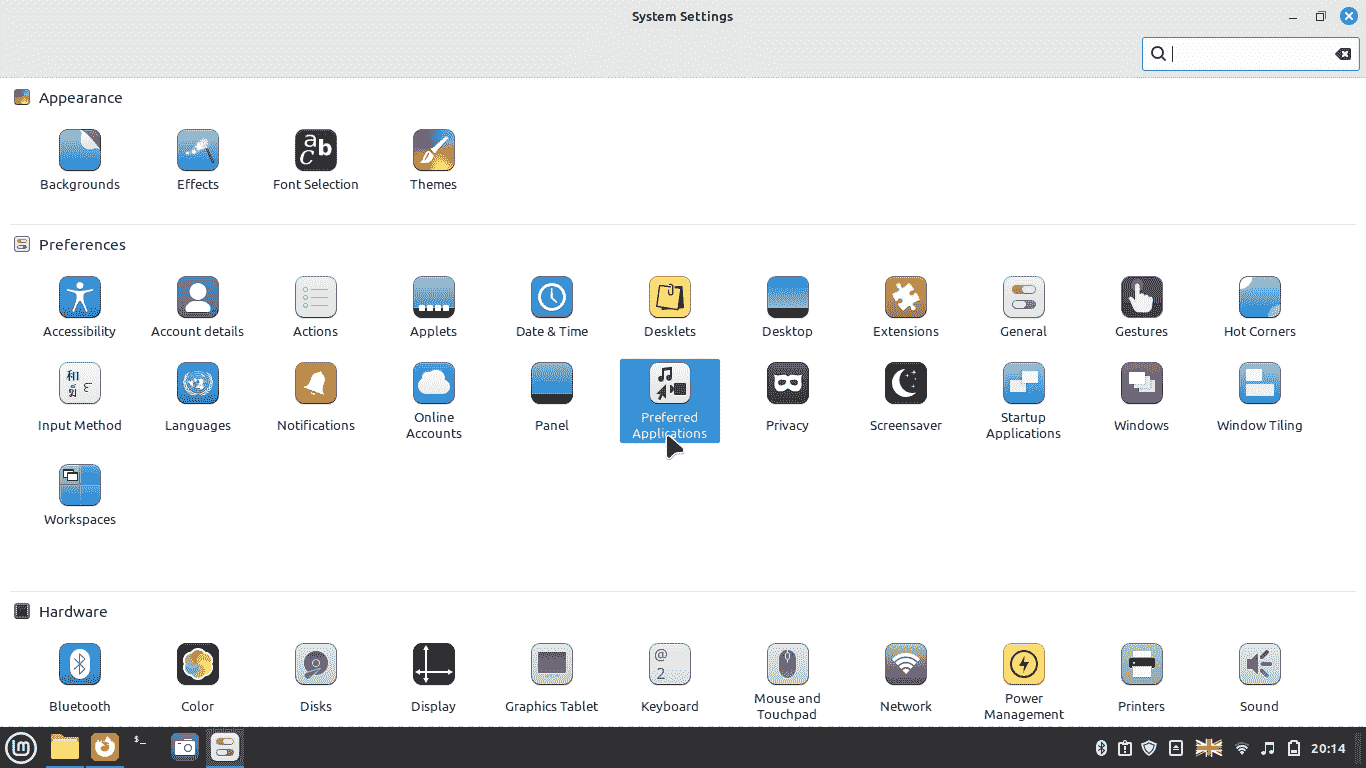 System Settings
Appearance
Backgrounds
Effects
Font Selection
Themes
Preferences
Accessibility
Account details
Actions
Applets
Date & Time
Desklets
Desktop
Extensions
General
Gestures
Hot Corners
Input Method
Languages
Notifications
Online
Accounts
Panel
Preferred
Applications
Privacy
Screensaver
Startup
Applications
Windows
Window Tiling
Workspaces
Hardware
Bluetooth
Color
Disks
Display
Graphics Tablet
Keyboard
Mouse and
Touchpad
Network
Power
Management
Printers
Sound
20:14